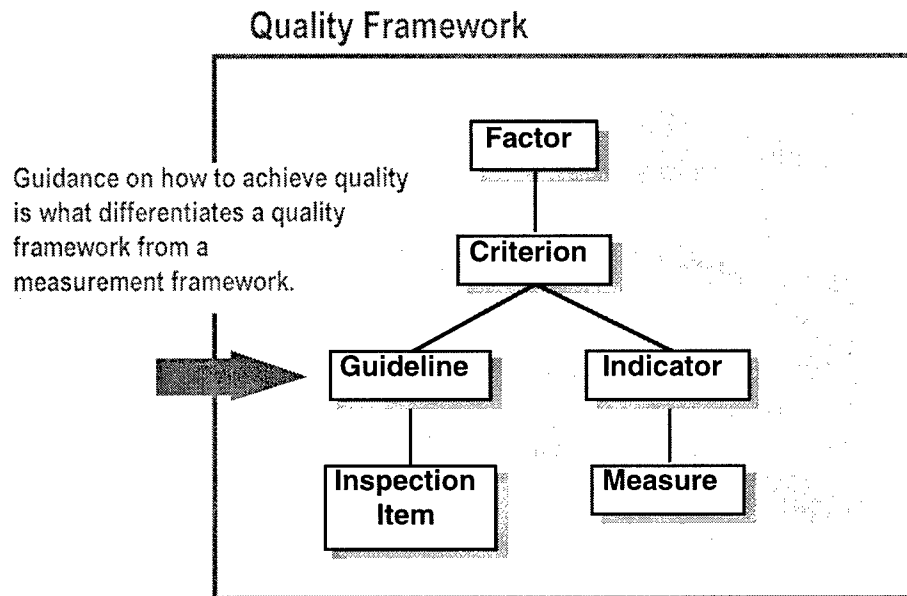 Quality Framework
Factor
Guidance on how to achieve quality
is what differentiates a quality
framework from a
measurement framework.
Criterion
Guideline
Indicator
Inspection
Item
Measure